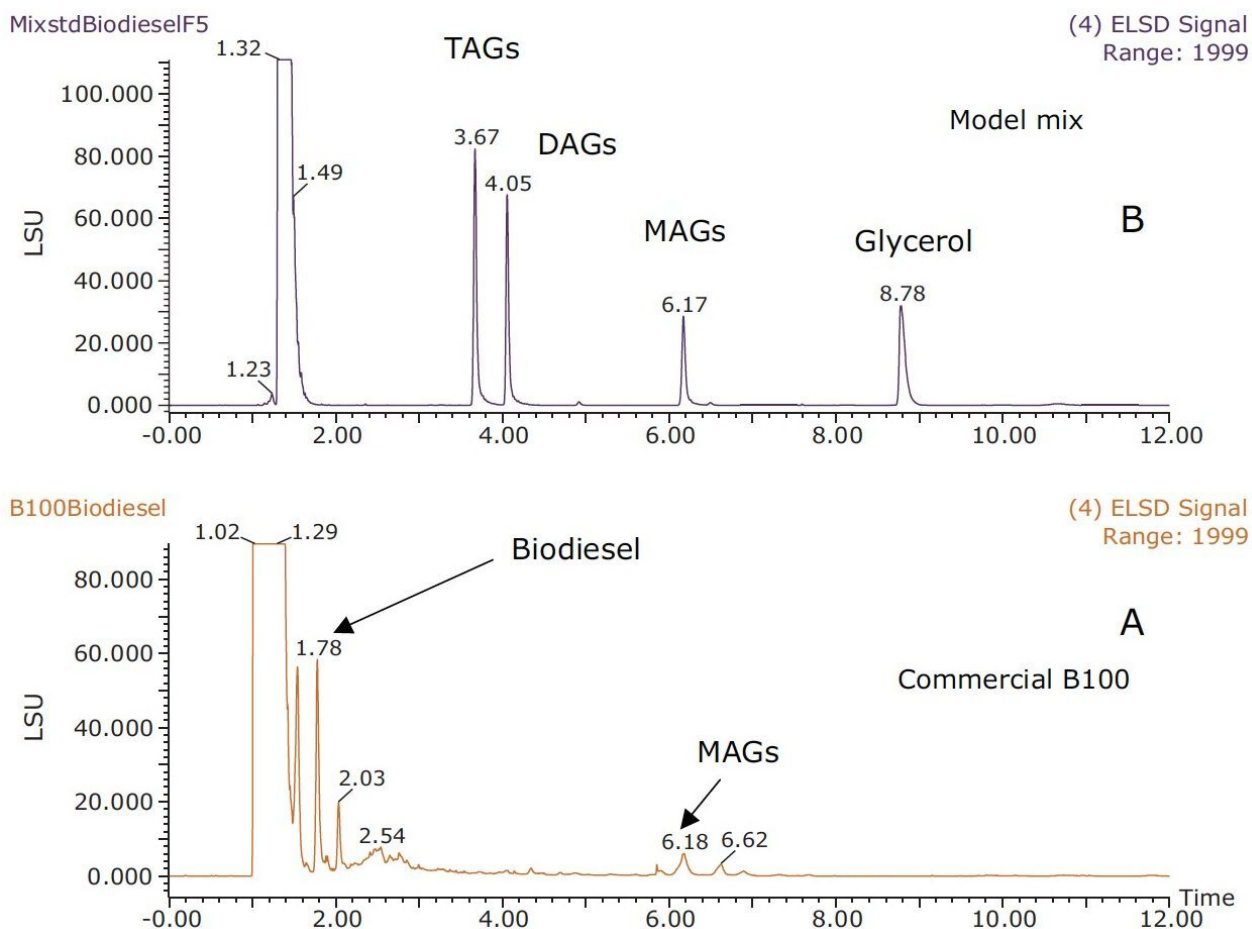 MixstdBiodieselF5
(4) ELSD Signal
Range: 1999
1.32
TAGs
Model mix
100.000
3.67
DAGs
80.000
1.49
4.05
B
LSU
60.000
MAGs
Glycerol
40.000
6.17
8.78
20.000
1.23
0.000
-0.00 2.00 4.00 6.00 8.00 10.00 12.00
B100Biodiesel
(4) ELSD Signal
Range: 1999
1.02 1.29
Biodiesel
80.000
A
1.78
60.000
Commercial B100
LSU
40.000
MAGs
2.03
20.000
2.54
6.18 6.62
0.000
Time
-0.00 2.00 4.00 6.00 8.00 10.00 12.00